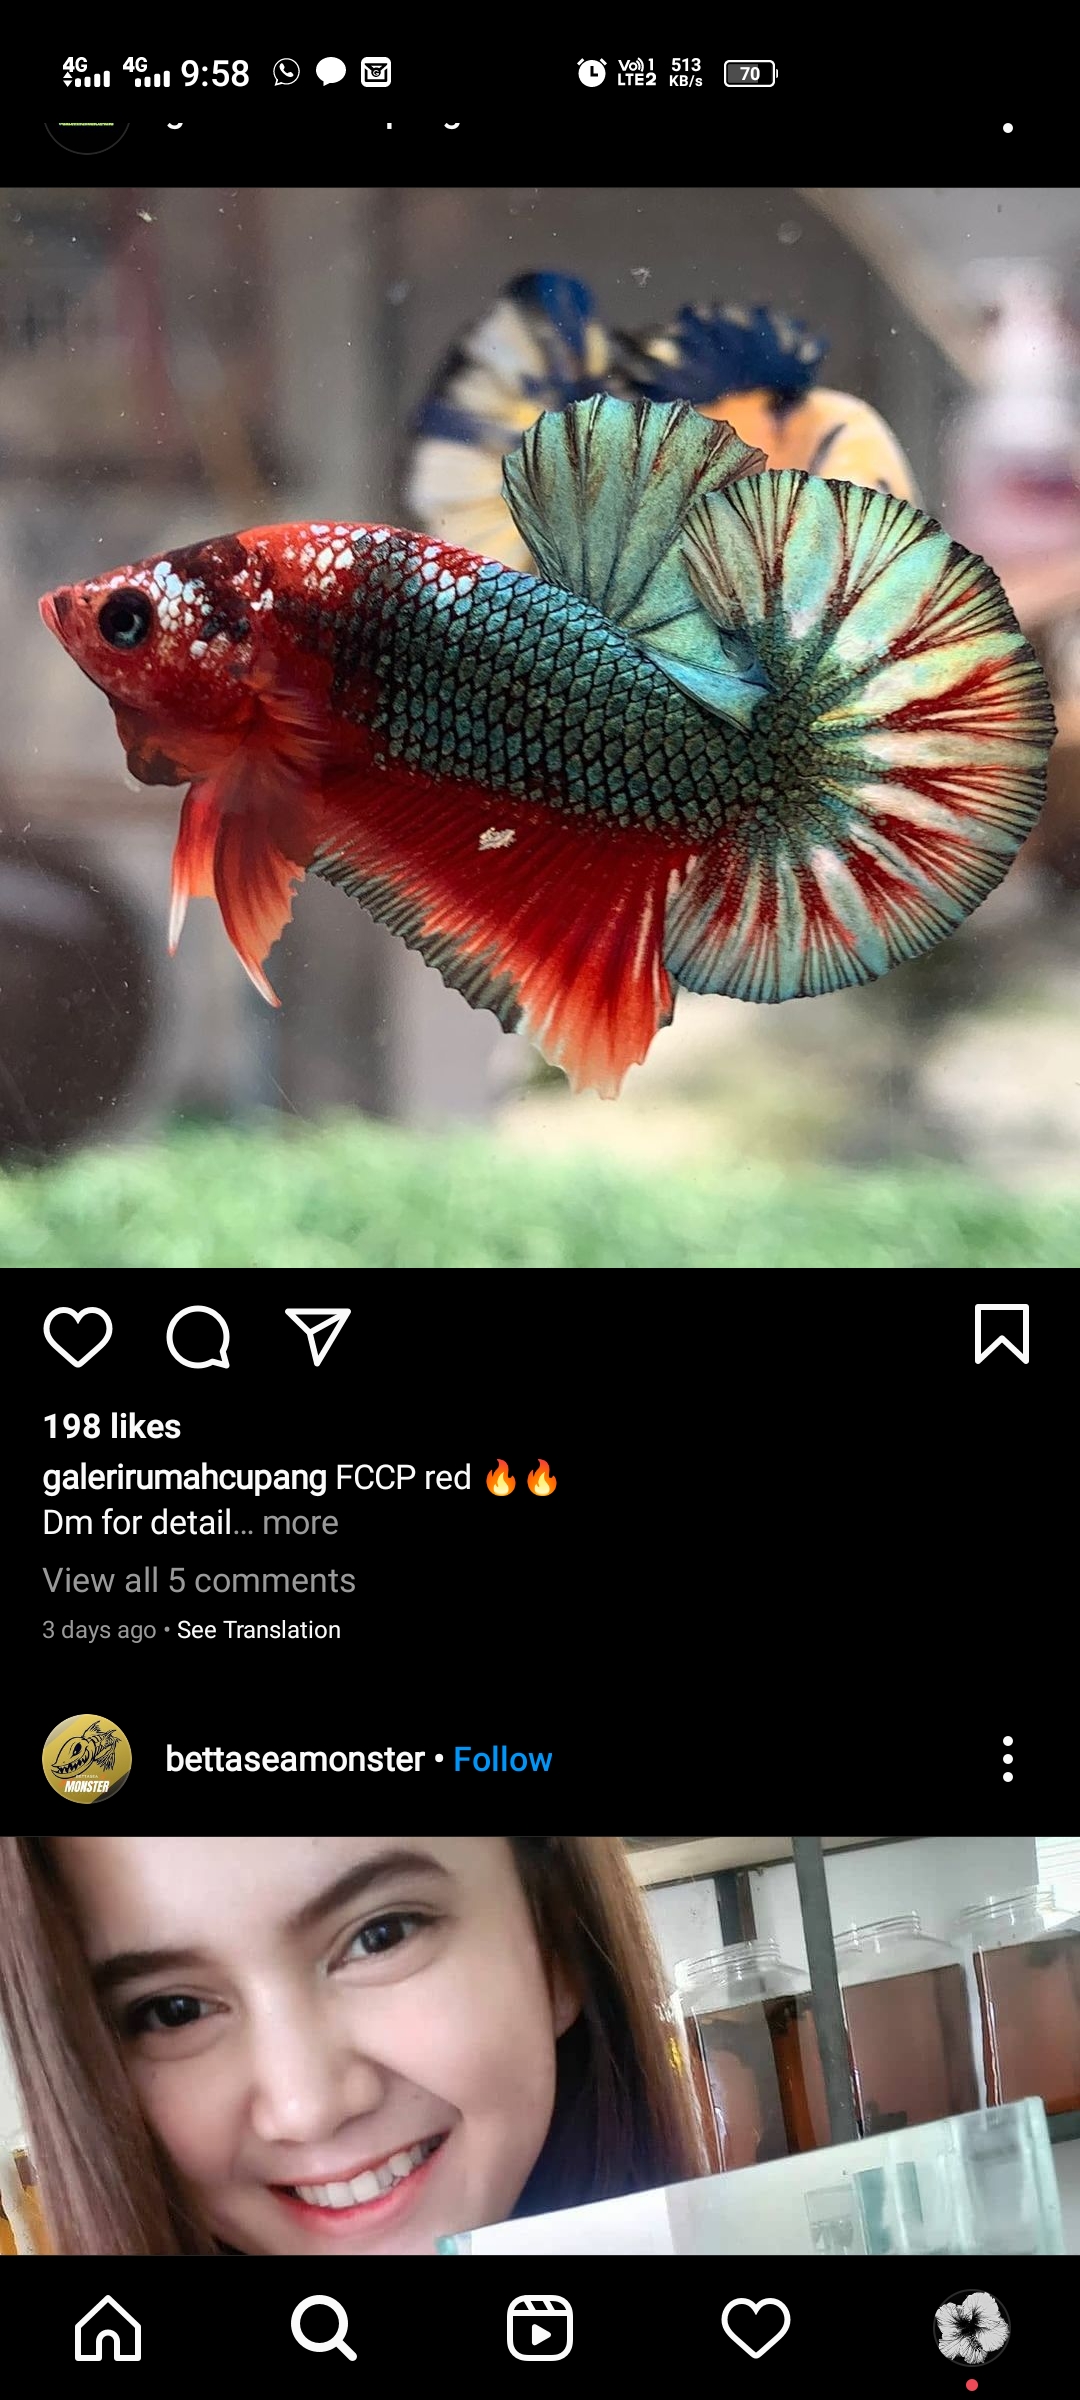 4G 4G 9:58 Vo)) 1 LTE2 513 KB/s 70
198 likes
galerirumahcupang FCCP red 🔥🔥
Dm for detail... more
View all 5 comments
3 days ago • See Translation
MONSTER
bettaseamonster • Follow